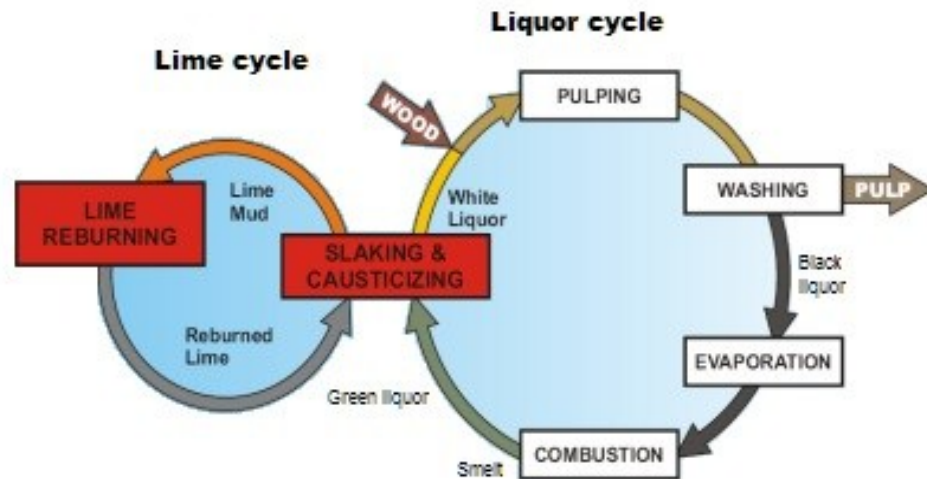 Liquor cycle
Lime cycle
WOOD
PULPING
LIME
REBURNING
Lime
Mud
White
Liquor
WASHING
PULP
SLAKING &
CAUSTICIZING
Black
liquor
Reburned
Lime
EVAPORATION
Green liquor
Smelt
COMBUSTION